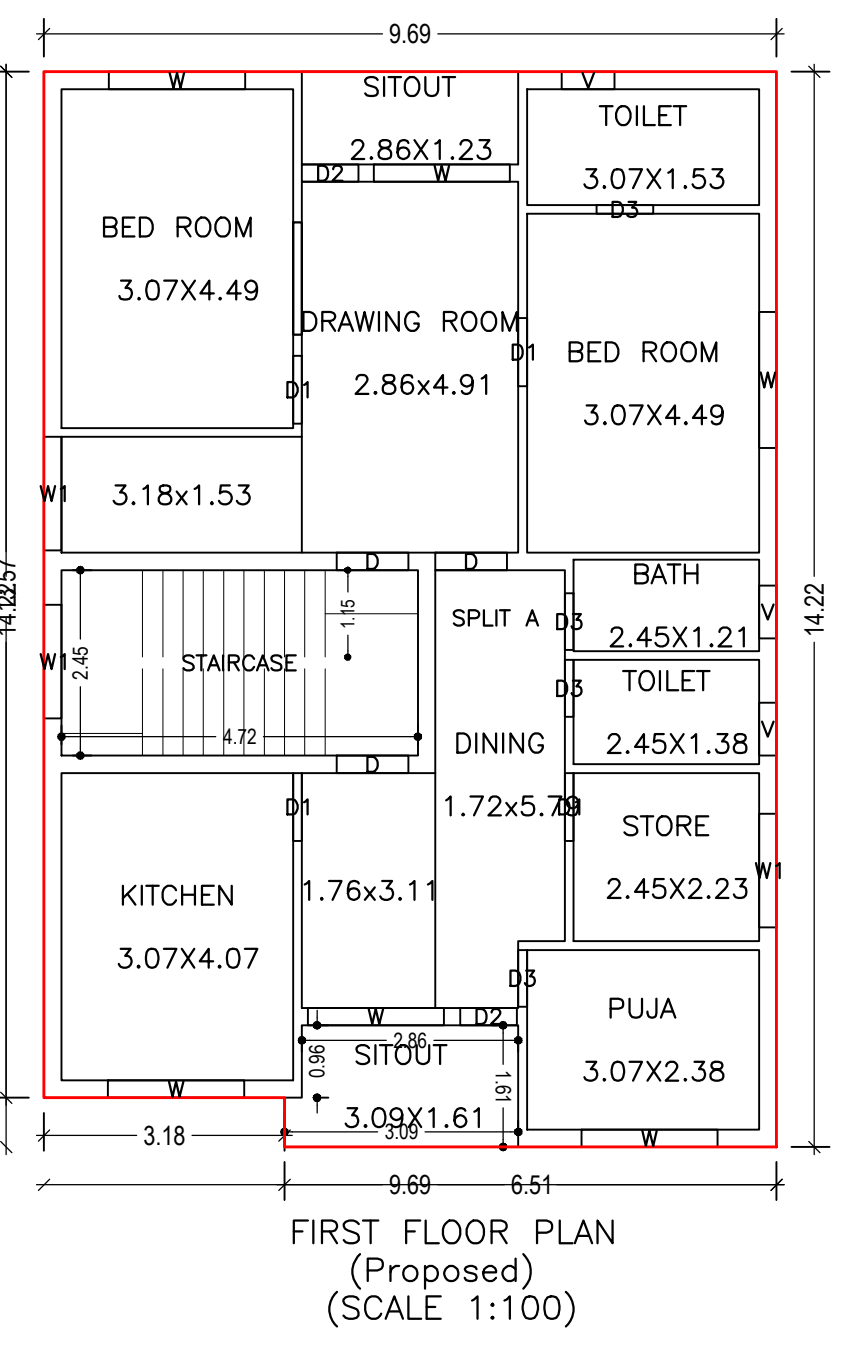 9.69
W
SITOUT
2.86X1.23
V
TOILET
3.07X1.53
D2
W
D3
BED ROOM
3.07X4.49
DRAWING ROOM
2.86x4.91
D1
BED ROOM
3.07X4.49
D1
W
W1
3.18x1.53
D
D
BATH
2.45X1.21
V
14.22
1.15
SPLIT A
D3
W1
2.45
STAIRCASE
4.72
D3
TOILET
2.45X1.38
V
DINING
1.72x5.79
D
D1
D1
STORE
2.45X2.23
W1
KITCHEN
3.07X4.07
1.76x3.11
D3
PUJA
3.07X2.38
W
D2
2.86
SITOUT
0.96
1.61
3.09X1.61
3.09
W
W
3.18
9.69
6.51
FIRST FLOOR PLAN
(Proposed)
(SCALE 1:100)